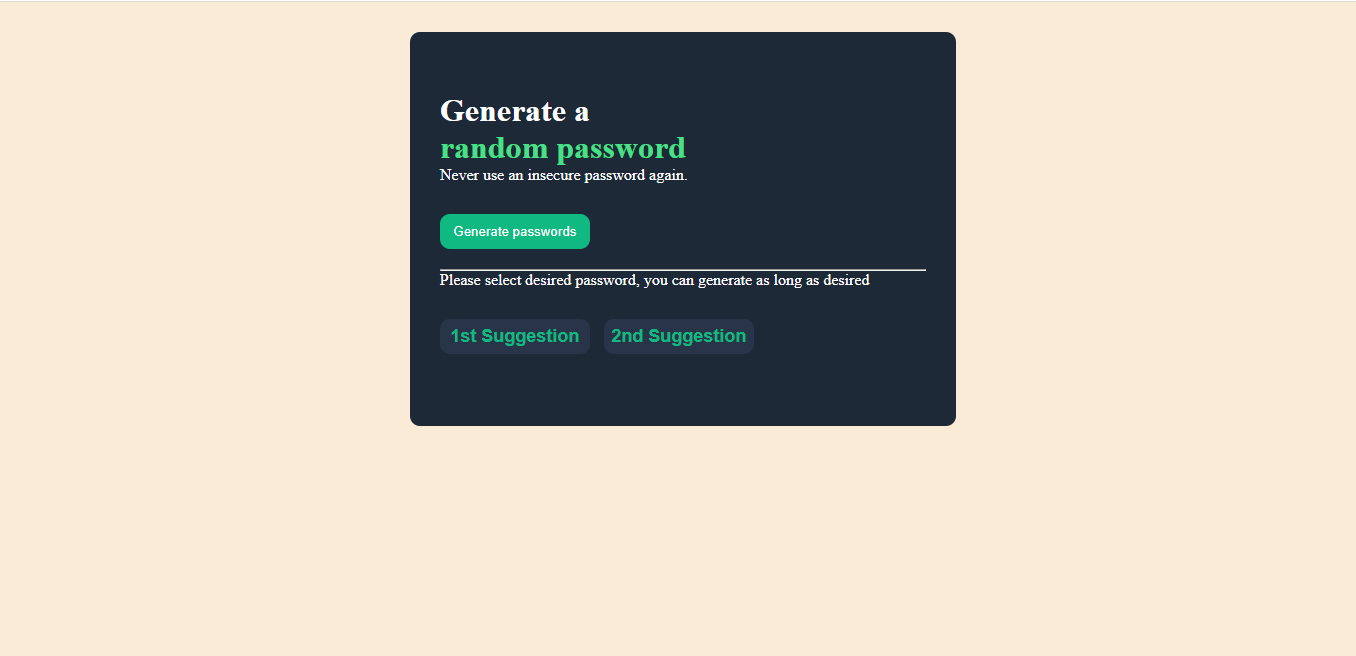 Generate a
random password
Never use an insecure password again.
Generate passwords
Please select desired password, you can generate as long as desired
1st Suggestion 2nd Suggestion